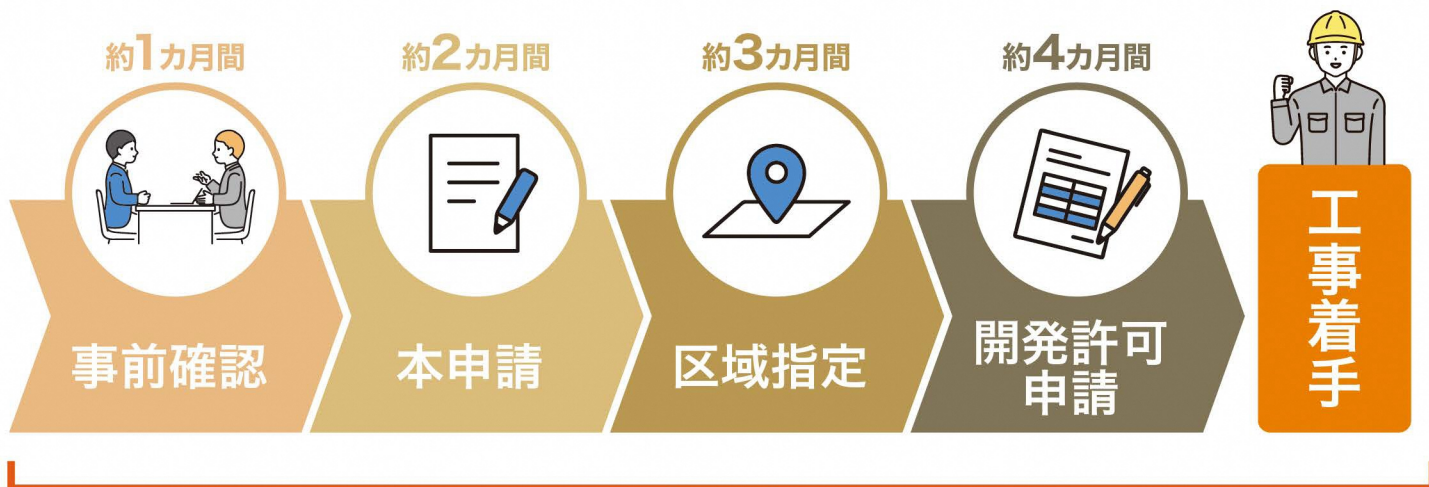 約1カ月間
事前確認
約2カ月間
本申請
約3カ月間
区域指定
約4カ月間
開発許可
申請
工事着手